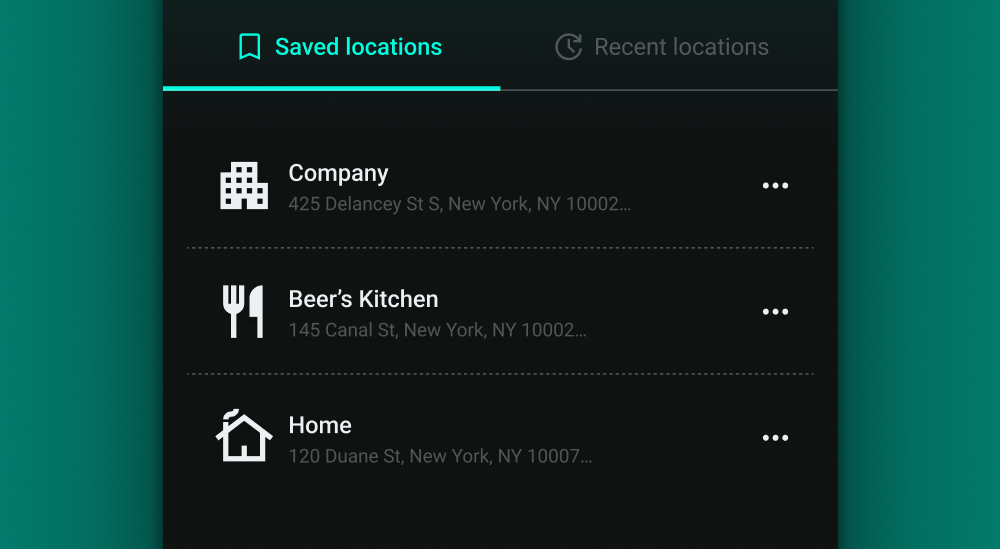 Saved locations
Recent locations
Company
425 Delancey St S, New York, NY 10002...
Beer’s Kitchen
145 Canal St, New York, NY 10002...
Home
120 Duane St, New York, NY 10007...